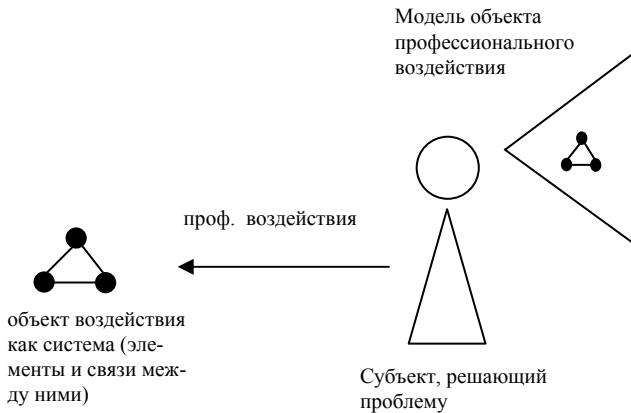 Модель объекта
профессионального
воздействия
проф. воздействия
объект воздействия
как система (эле-
менты и связи меж-
ду ними)
Субъект, решающий
проблему